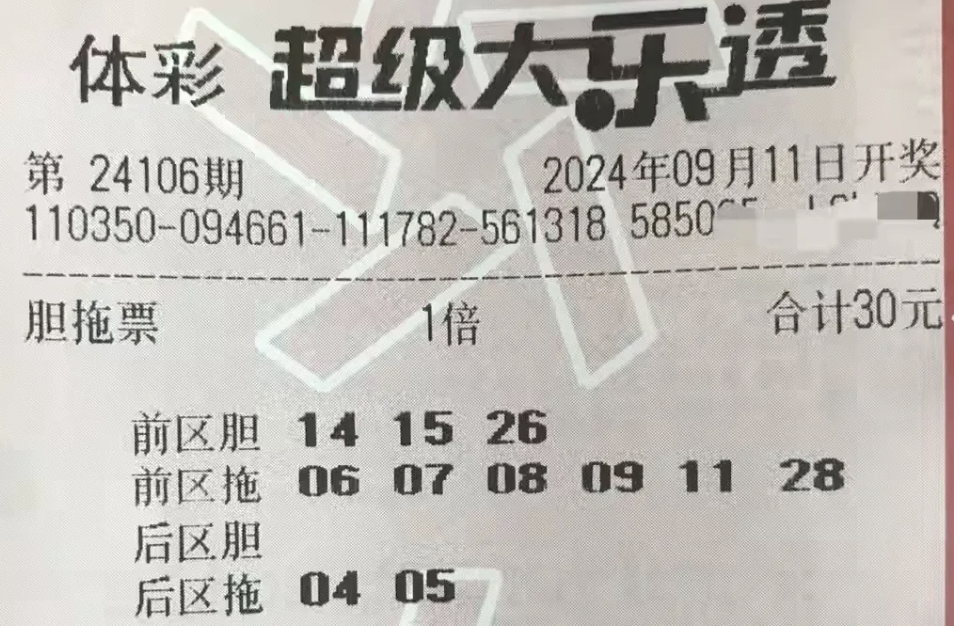 体彩 超级大乐透
第 24106期 2024年09月11日开奖
110350-094661-111782-561318 5850
胆拖票 1倍 合计30元
前区胆 14 15 26
前区拖 06 07 08 09 11 28
后区胆
后区拖 04 05